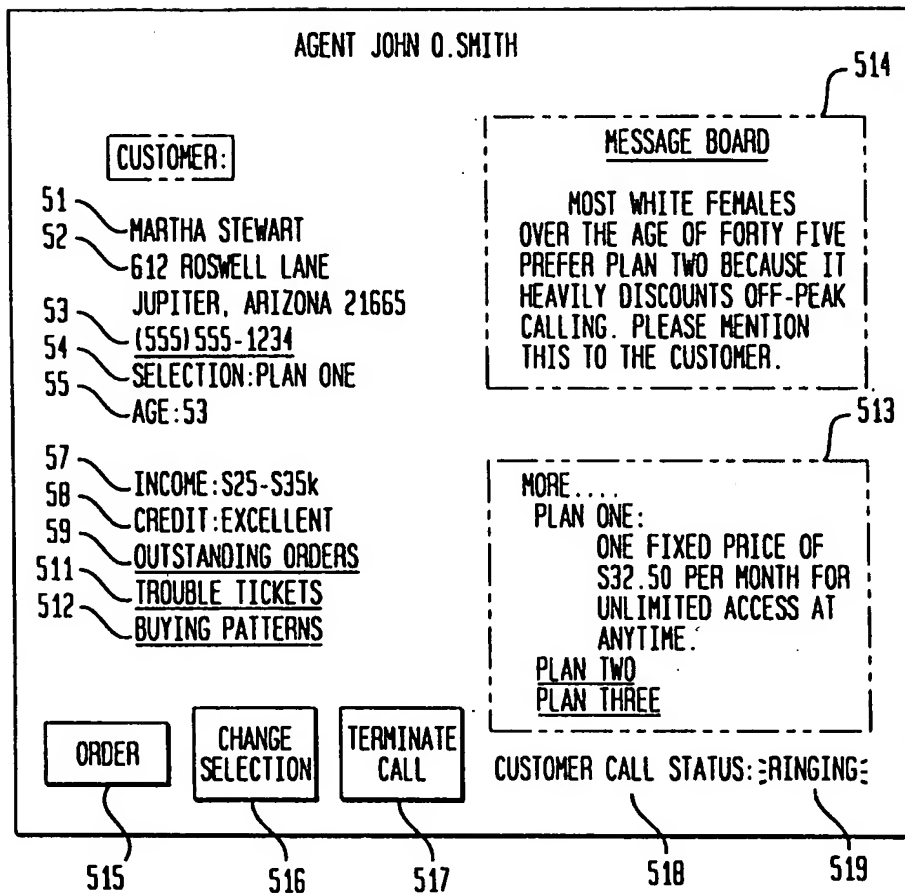 AGENT JOHN Q.SMITH
514
CUSTOMER:
MESSAGE BOARD
MOST WHITE FEMALES
OVER THE AGE OF FORTY FIVE
PREFER PLAN TWO BECAUSE IT
HEAVILY DISCOUNTS OFF-PEAK
CALLING. PLEASE MENTION
THIS TO THE CUSTOMER.
51
MARTHA STEWART
52
612 ROSWELL LANE
JUPITER, ARIZONA 21665
53
(555)555-1234
54
SELECTION:PLAN ONE
55
AGE:53
513
57
INCOME:S25-S35k
58
CREDIT:EXCELLENT
59
OUTSTANDING ORDERS
511
TROUBLE TICKETS
512
BUYING PATTERNS
MORE....
PLAN ONE:
ONE FIXED PRICE OF
S32.50 PER MONTH FOR
UNLIMITED ACCESS AT
ANYTIME.
PLAN TWO
PLAN THREE
ORDER
CHANGE
SELECTION
TERMINATE
CALL
CUSTOMER CALL STATUS: RINGING
515
516
517
518
519